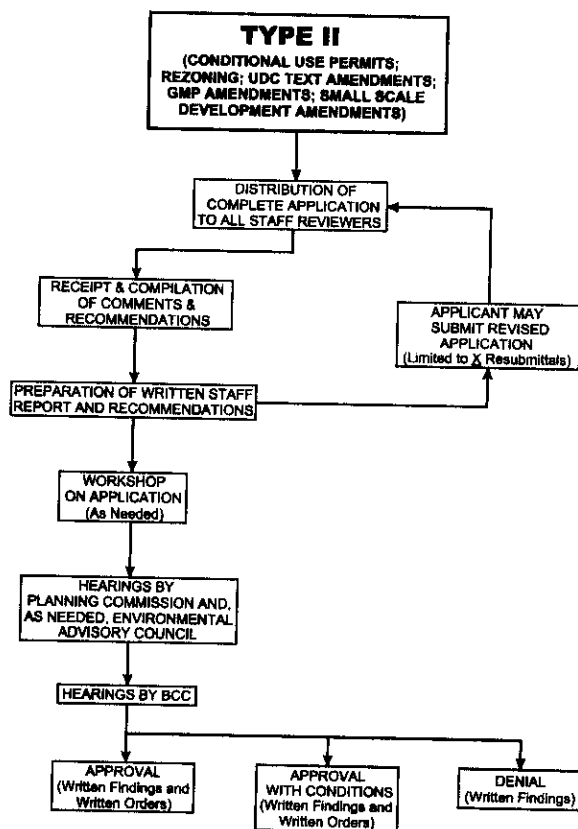 TYPE II
(CONDITIONAL USE PERMITS;
REZONING; UDC TEXT AMENDMENTS;
GMP AMENDMENTS; SMALL SCALE
DEVELOPMENT AMENDMENTS)
DISTRIBUTION OF
COMPLETE APPLICATION
TO ALL STAFF REVIEWERS
RECEIPT & COMPILATION
OF COMMENTS &
RECOMMENDATIONS
APPLICANT MAY
SUBMIT REVISED
APPLICATION
(Limited to X Resubmittals)
PREPARATION OF WRITTEN STAFF
REPORT AND RECOMMENDATIONS
WORKSHOP
ON APPLICATION
(As Needed)
HEARINGS BY
PLANNING COMMISSION AND,
AS NEEDED, ENVIRONMENTAL
ADVISORY COUNCIL
HEARINGS BY BCC
APPROVAL
(Written Findings and
Written Orders)
APPROVAL
WITH CONDITIONS
(Written Findings and
Written Orders)
DENIAL
(Written Findings)